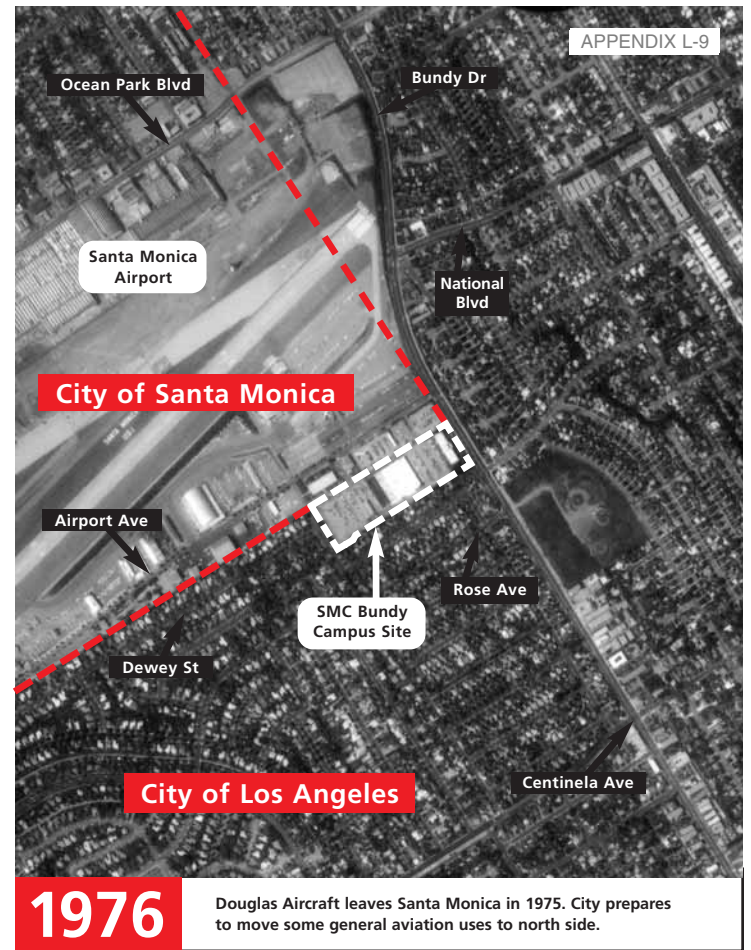 APPENDIX L-9
Ocean Park Blvd
Bundy Dr
Santa Monica
Airport
National
Blvd
City of Santa Monica
Airport Ave
Rose Ave
SMC Bundy
Campus Site
Dewey St
Centinela Ave
City of Los Angeles
1976
Douglas Aircraft leaves Santa Monica in 1975. City prepares
to move some general aviation uses to north side.